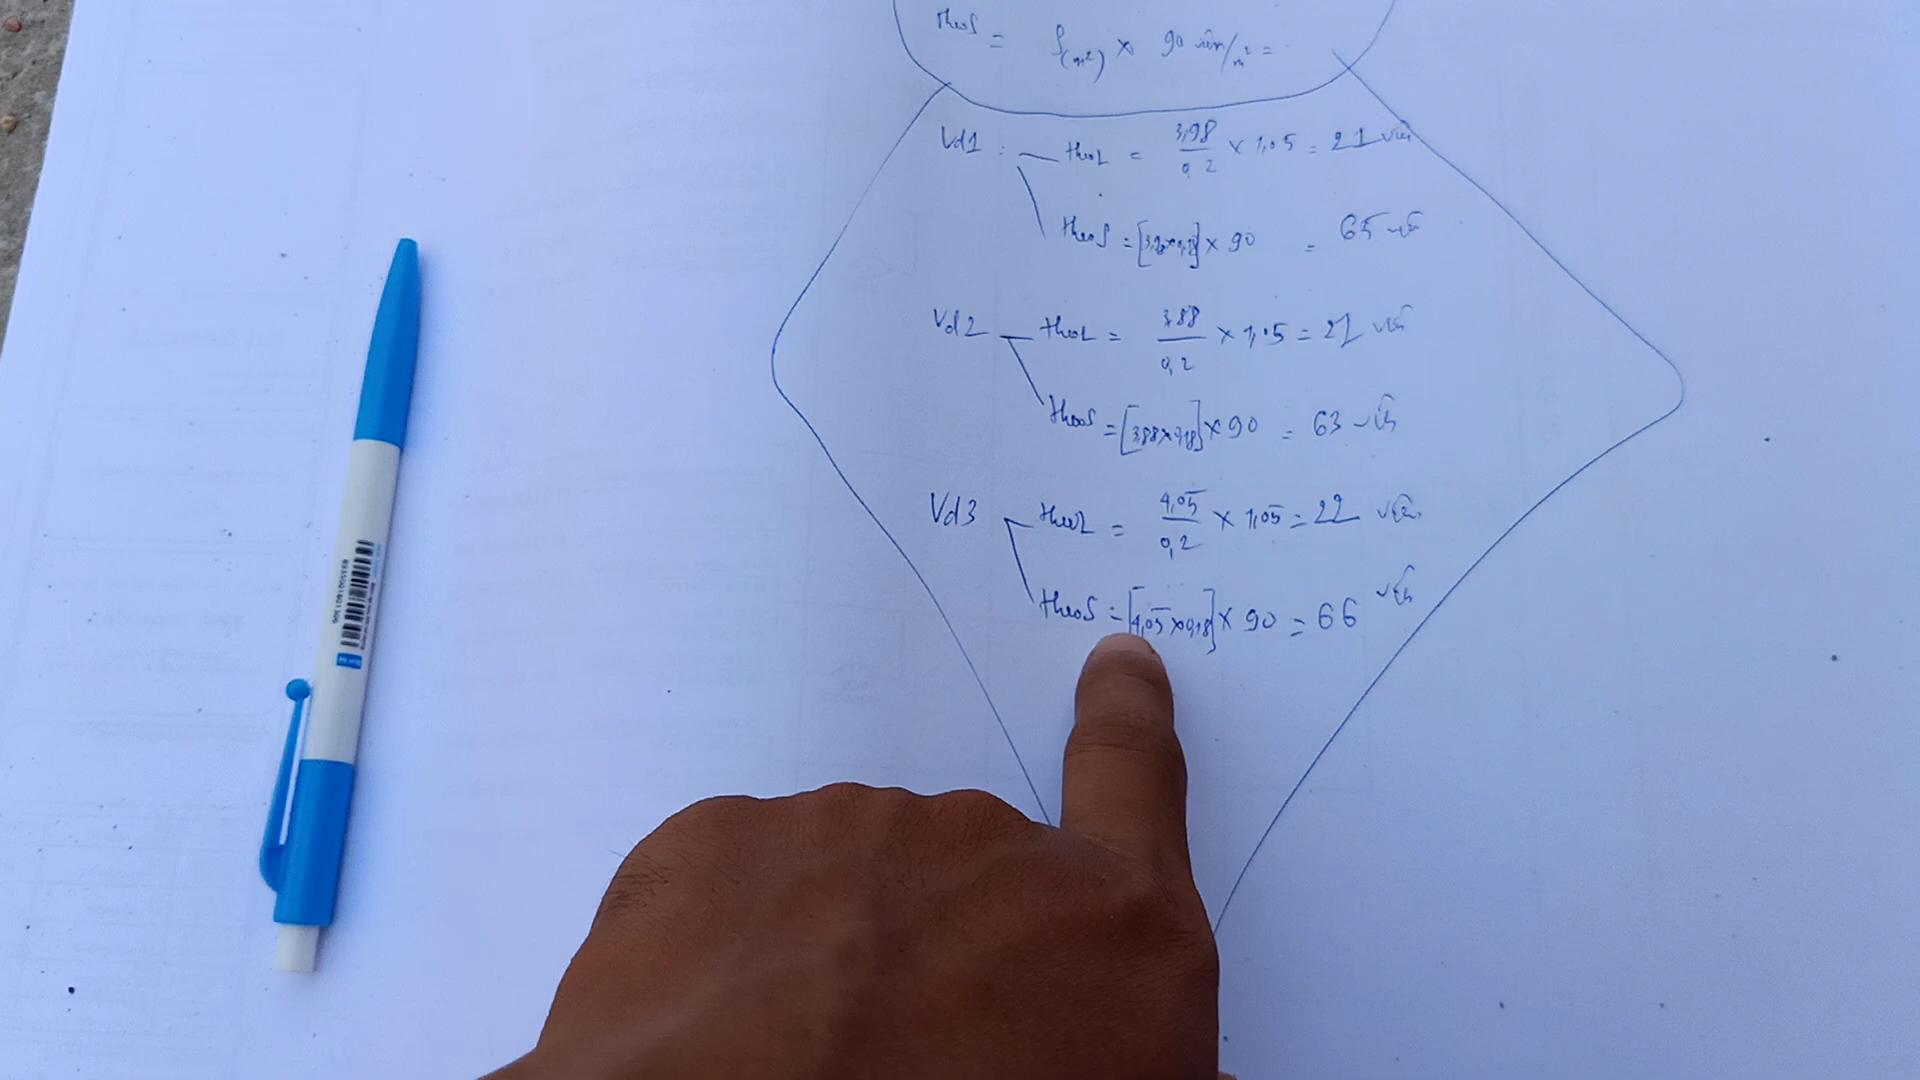 theoS = S(m2) × 90 viên/m2 =
Vd1 : theoL = 3,98/0,2 × 1,05 = 21 viên
theoS = [3,98×0,18] × 90 = 65 viên
Vd2 theoL = 3,88/0,2 × 1,05 = 21 viên
theoS = [3,88×0,18] × 90 = 63 viên
Vd3 theoL = 4,05/0,2 × 1,05 = 22 viên
theoS = [4,05×0,18] × 90 = 66 viên